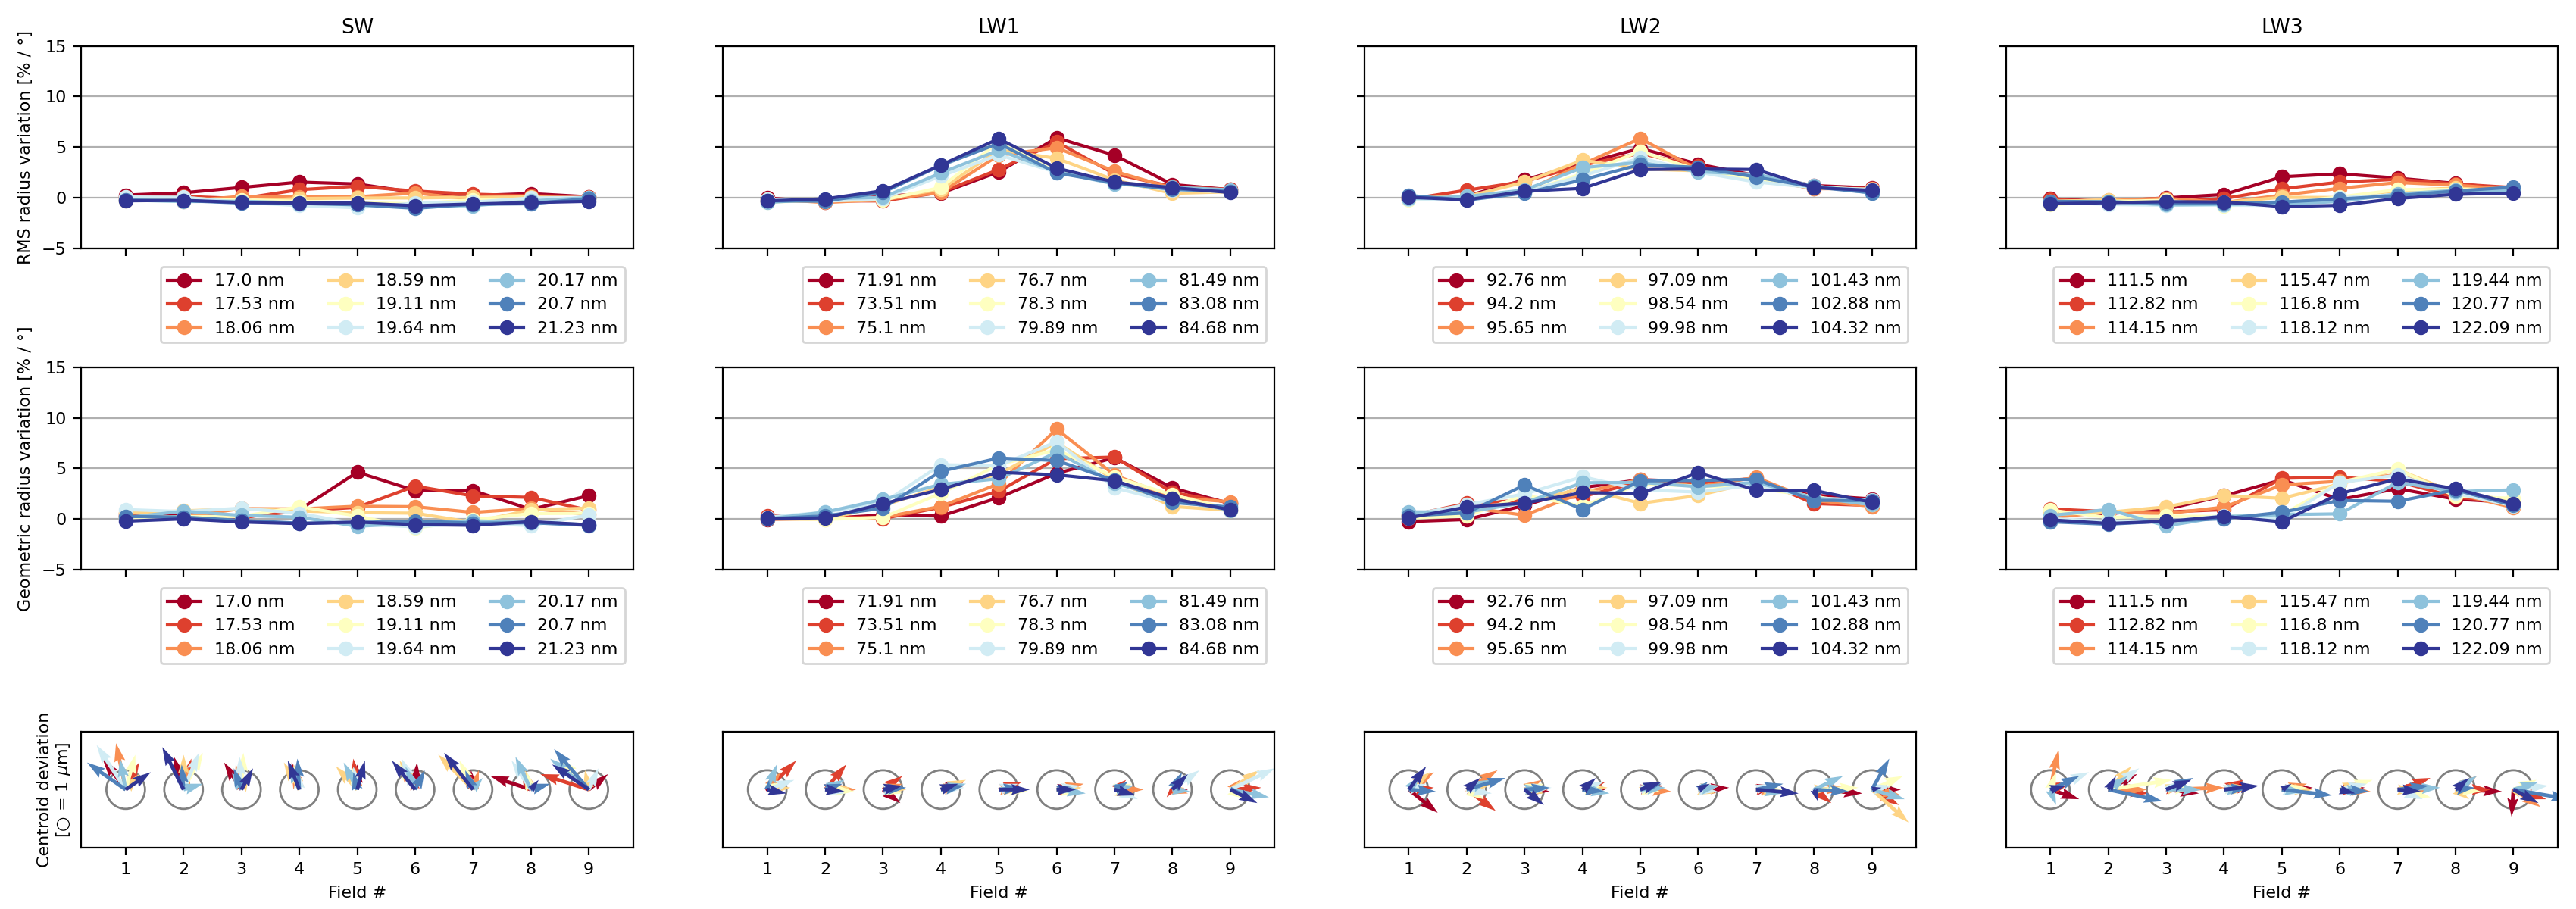 SW LW1 LW2 LW3
RMS radius variation [% / °]
15
10
5
0
−5
17.0 nm 18.59 nm 20.17 nm
17.53 nm 19.11 nm 20.7 nm
18.06 nm 19.64 nm 21.23 nm
71.91 nm 76.7 nm 81.49 nm
73.51 nm 78.3 nm 83.08 nm
75.1 nm 79.89 nm 84.68 nm
92.76 nm 97.09 nm 101.43 nm
94.2 nm 98.54 nm 102.88 nm
95.65 nm 99.98 nm 104.32 nm
111.5 nm 115.47 nm 119.44 nm
112.82 nm 116.8 nm 120.77 nm
114.15 nm 118.12 nm 122.09 nm
Geometric radius variation [% / °]
15
10
5
0
−5
17.0 nm 18.59 nm 20.17 nm
17.53 nm 19.11 nm 20.7 nm
18.06 nm 19.64 nm 21.23 nm
71.91 nm 76.7 nm 81.49 nm
73.51 nm 78.3 nm 83.08 nm
75.1 nm 79.89 nm 84.68 nm
92.76 nm 97.09 nm 101.43 nm
94.2 nm 98.54 nm 102.88 nm
95.65 nm 99.98 nm 104.32 nm
111.5 nm 115.47 nm 119.44 nm
112.82 nm 116.8 nm 120.77 nm
114.15 nm 118.12 nm 122.09 nm
Centroid deviation
[○ = 1 μm]
1 2 3 4 5 6 7 8 9
Field #
1 2 3 4 5 6 7 8 9
Field #
1 2 3 4 5 6 7 8 9
Field #
1 2 3 4 5 6 7 8 9
Field #